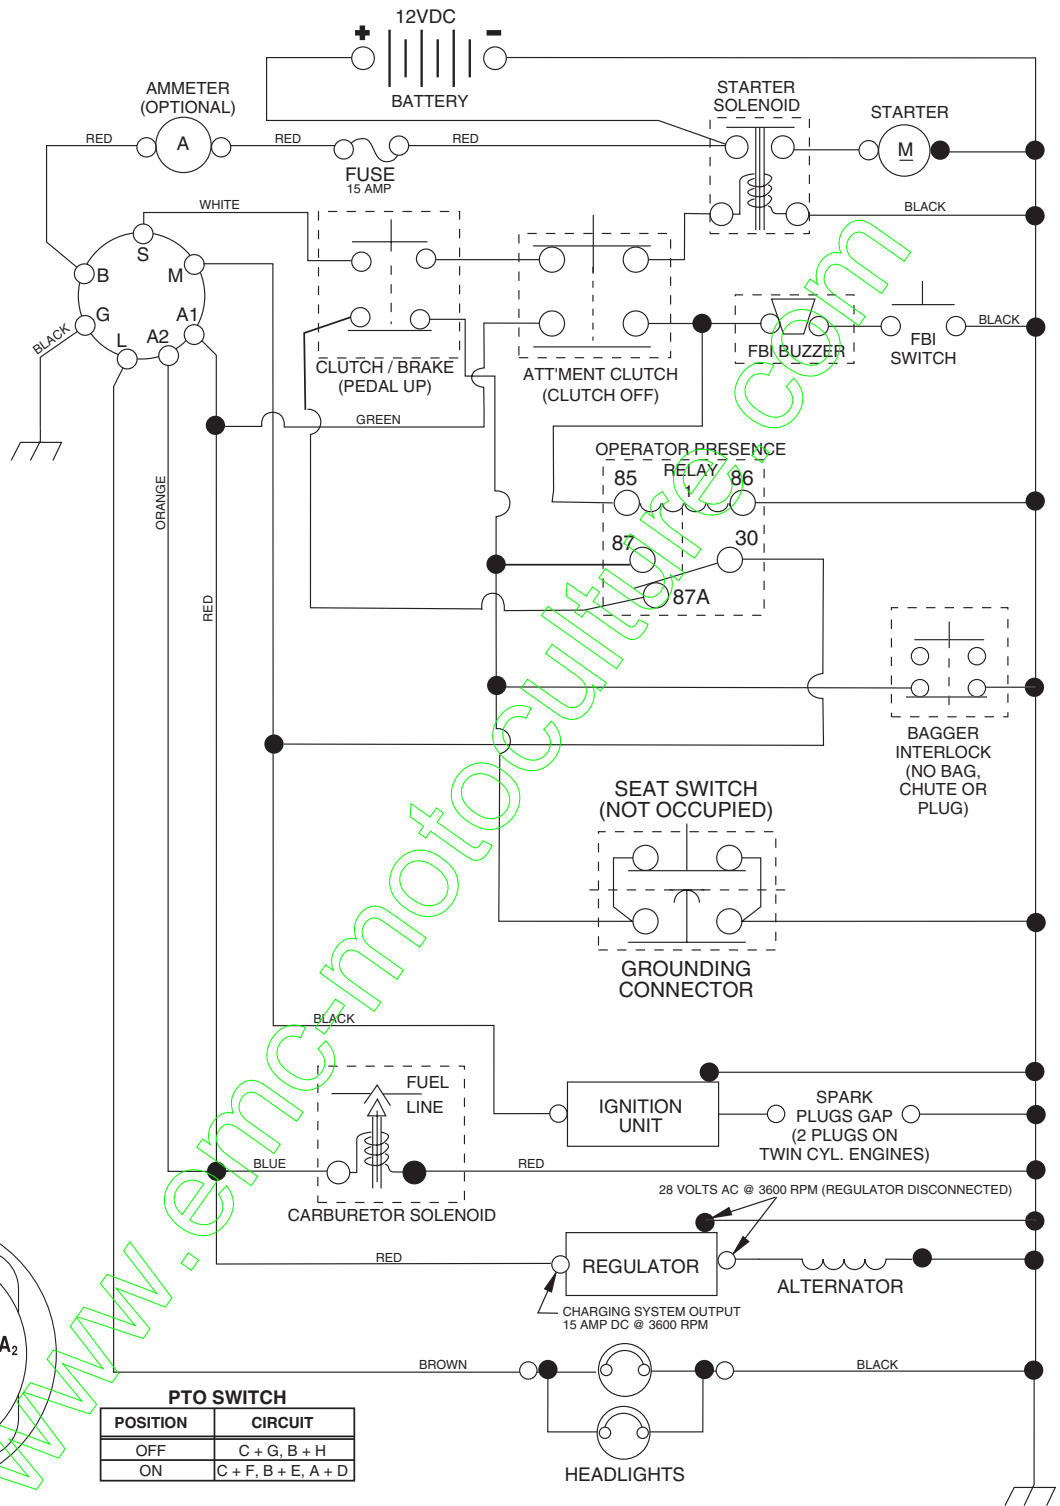 12VDC
+
-
BATTERY
AMMETER
(OPTIONAL)
RED
A
RED
FUSE
15 AMP
RED
STARTER
SOLENOID
STARTER
M
BLACK
WHITE
S
B
M
G
A1
L
A2
BLACK
CLUTCH / BRAKE
(PEDAL UP)
ATT'MENT CLUTCH
(CLUTCH OFF)
FBI BUZZER
FBI
SWITCH
BLACK
GREEN
OPERATOR PRESENCE
RELAY
1
85
86
87
30
87A
ORANGE
RED
BAGGER
INTERLOCK
(NO BAG,
CHUTE OR
PLUG)
SEAT SWITCH
(NOT OCCUPIED)
GROUNDING
CONNECTOR
BLACK
FUEL
LINE
IGNITION
UNIT
SPARK
PLUGS GAP
(2 PLUGS ON
TWIN CYL. ENGINES)
BLUE
RED
CARBURETOR SOLENOID
28 VOLTS AC @ 3600 RPM (REGULATOR DISCONNECTED)
RED
REGULATOR
ALTERNATOR
CHARGING SYSTEM OUTPUT
15 AMP DC @ 3600 RPM
A2
BROWN
BLACK
HEADLIGHTS
PTO SWITCH
POSITION CIRCUIT
OFF C + G, B + H
ON C + F, B + E, A + D
www.emc-motoculture.com